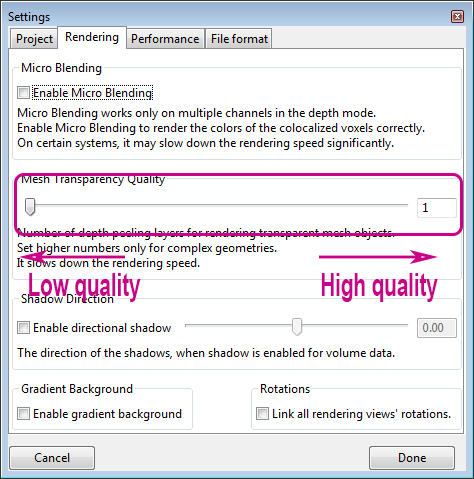 Settings
Project Rendering Performance File format
Micro Blending
Enable Micro Blending
Micro Blending works only on multiple channels in the depth mode.
Enable Micro Blending to render the colors of the colocalized voxels correctly.
On certain systems, it may slow down the rendering speed significantly.
Mesh Transparency Quality
1
Number of depth peeling layers for rendering transparent mesh objects.
Set higher numbers only for complex geometries.
It slows down the rendering speed.
Low quality High quality
Shadow Direction
Enable directional shadow 0.00
The direction of the shadows, when shadow is enabled for volume data.
Gradient Background Rotations
Enable gradient background Link all rendering views' rotations.
Cancel Done